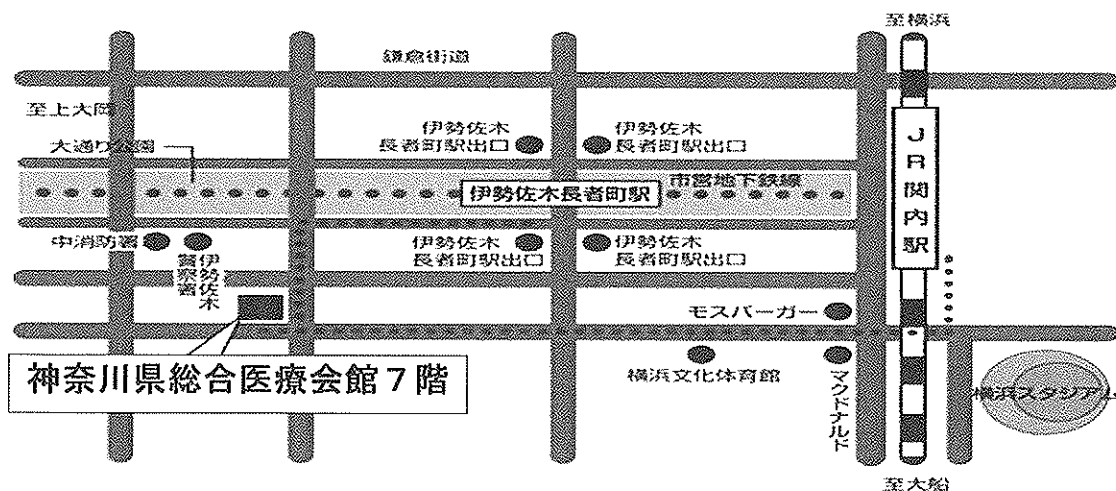 至横浜
鎌倉街道
至上大岡
大通り公園
伊勢佐木
長者町駅出口
伊勢佐木
長者町駅出口
JR関内駅
市営地下鉄線
伊勢佐木長者町駅
中消防署
伊勢佐木
警察署
伊勢佐木
長者町駅出口
伊勢佐木
長者町駅出口
モスバーガー
神奈川県総合医療会館7階
横浜文化体育館
マクドナルド
横浜スタジアム
至大船